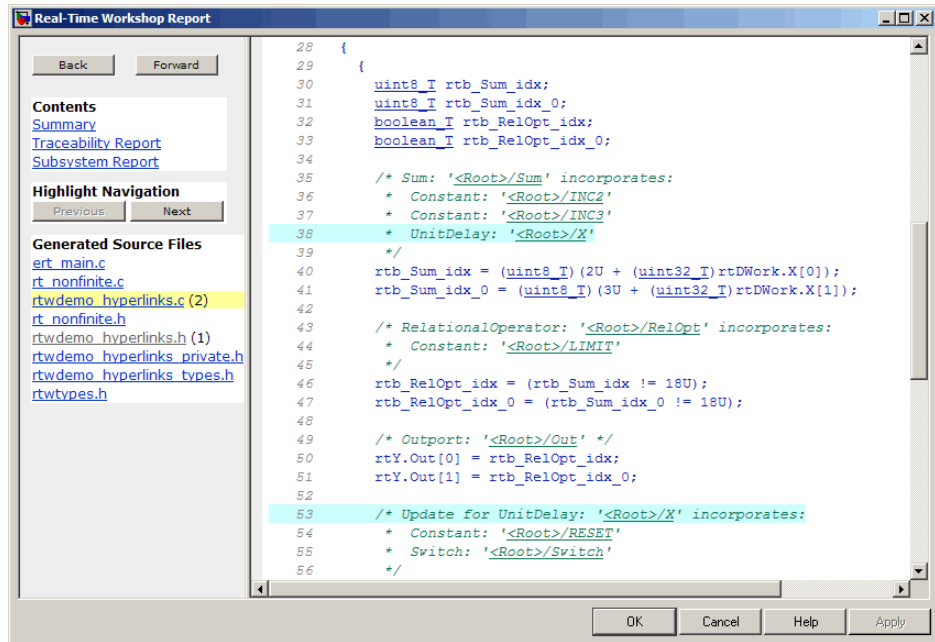 Real-Time Workshop Report
Back Forward
Contents
Summary
Traceability Report
Subsystem Report
Highlight Navigation
Previous Next
Generated Source Files
ert_main.c
rt_nonfinite.c
rtwdemo_hyperlinks.c (2)
rt_nonfinite.h
rtwdemo_hyperlinks.h (1)
rtwdemo_hyperlinks_private.h
rtwdemo_hyperlinks_types.h
rtwtypes.h
28 {
29 {
30 uint8_T rtb_Sum_idx;
31 uint8_T rtb_Sum_idx_0;
32 boolean_T rtb_RelOpt_idx;
33 boolean_T rtb_RelOpt_idx_0;
34
35 /* Sum: '<Root>/Sum' incorporates:
36 * Constant: '<Root>/INC2'
37 * Constant: '<Root>/INC3'
38 * UnitDelay: '<Root>/X'
39 */
40 rtb_Sum_idx = (uint8_T)(2U + (uint32_T)rtDWork.X[0]);
41 rtb_Sum_idx_0 = (uint8_T)(3U + (uint32_T)rtDWork.X[1]);
42
43 /* RelationalOperator: '<Root>/RelOpt' incorporates:
44 * Constant: '<Root>/LIMIT'
45 */
46 rtb_RelOpt_idx = (rtb_Sum_idx != 18U);
47 rtb_RelOpt_idx_0 = (rtb_Sum_idx_0 != 18U);
48
49 /* Outport: '<Root>/Out' */
50 rtY.Out[0] = rtb_RelOpt_idx;
51 rtY.Out[1] = rtb_RelOpt_idx_0;
52
53 /* Update for UnitDelay: '<Root>/X' incorporates:
54 * Constant: '<Root>/RESET'
55 * Switch: '<Root>/Switch'
56 */
OK Cancel Help Apply